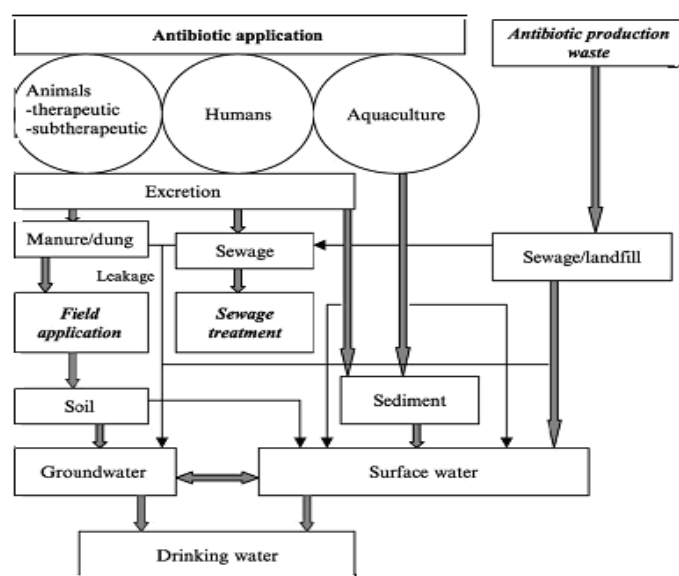 Antibiotic application
Antibiotic production
waste
Animals
-therapeutic
-subtherapeutic
Humans
Aquaculture
Excretion
Manure/dung
Sewage
Sewage/landfill
Leakage
Field
application
Sewage
treatment
Soil
Sediment
Groundwater
Surface water
Drinking water